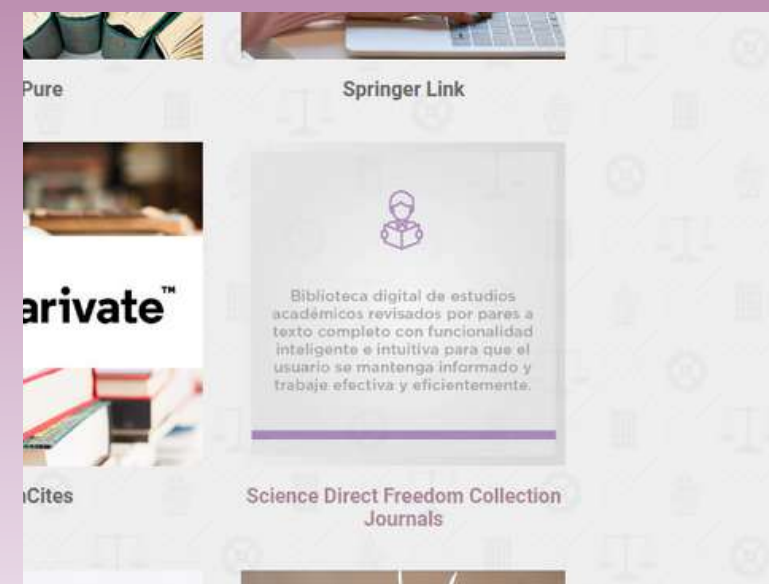 Pure
Springer Link
arivate™
Biblioteca digital de estudios
académicos revisados por pares a
texto completo con funcionalidad
inteligente e intuitiva para que el
usuario se mantenga informado y
trabaje efectiva y eficientemente.
Cites
Science Direct Freedom Collection
Journals